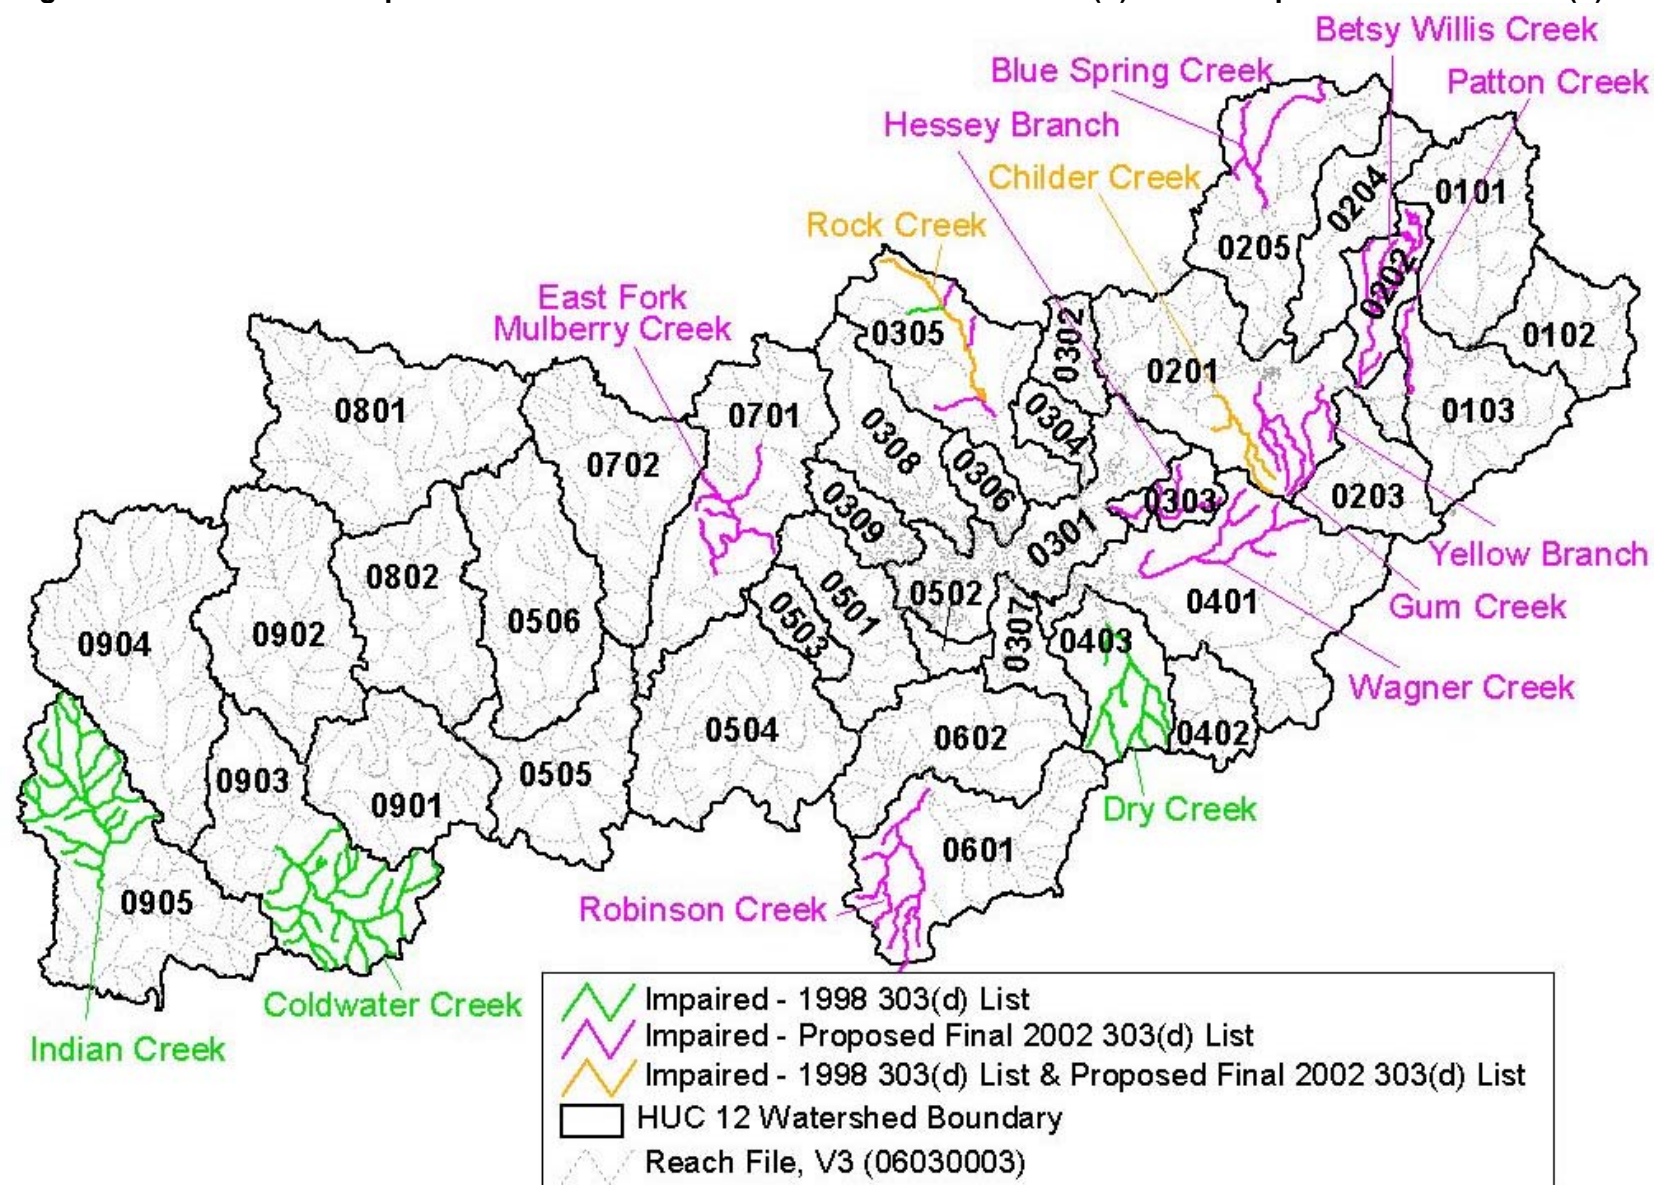 Betsy Willis Creek
Blue Spring Creek
Patton Creek
Hessey Branch
Childer Creek
Rock Creek
East Fork
Mulberry Creek
0204
0101
0205
0202
0102
0305
0302
0201
0801
0701
0103
0304
0308
0702
0306
0203
0303
0309
0301
Yellow Branch
0802
0501
0502
0401
Gum Creek
0506
0503
0307
0403
0904
0902
Wagner Creek
0504
0602
0402
0903
0505
0901
Dry Creek
0601
0905
Robinson Creek
Coldwater Creek
Indian Creek
Impaired - 1998 303(d) List
Impaired - Proposed Final 2002 303(d) List
Impaired - 1998 303(d) List & Proposed Final 2002 303(d) List
HUC 12 Watershed Boundary
Reach File, V3 (06030003)